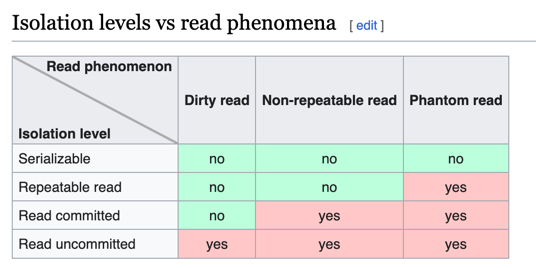 Isolation levels vs read phenomena [ edit ]
Read phenomenon
Isolation level
Dirty read Non-repeatable read Phantom read
Serializable no no no
Repeatable read no no yes
Read committed no yes yes
Read uncommitted yes yes yes